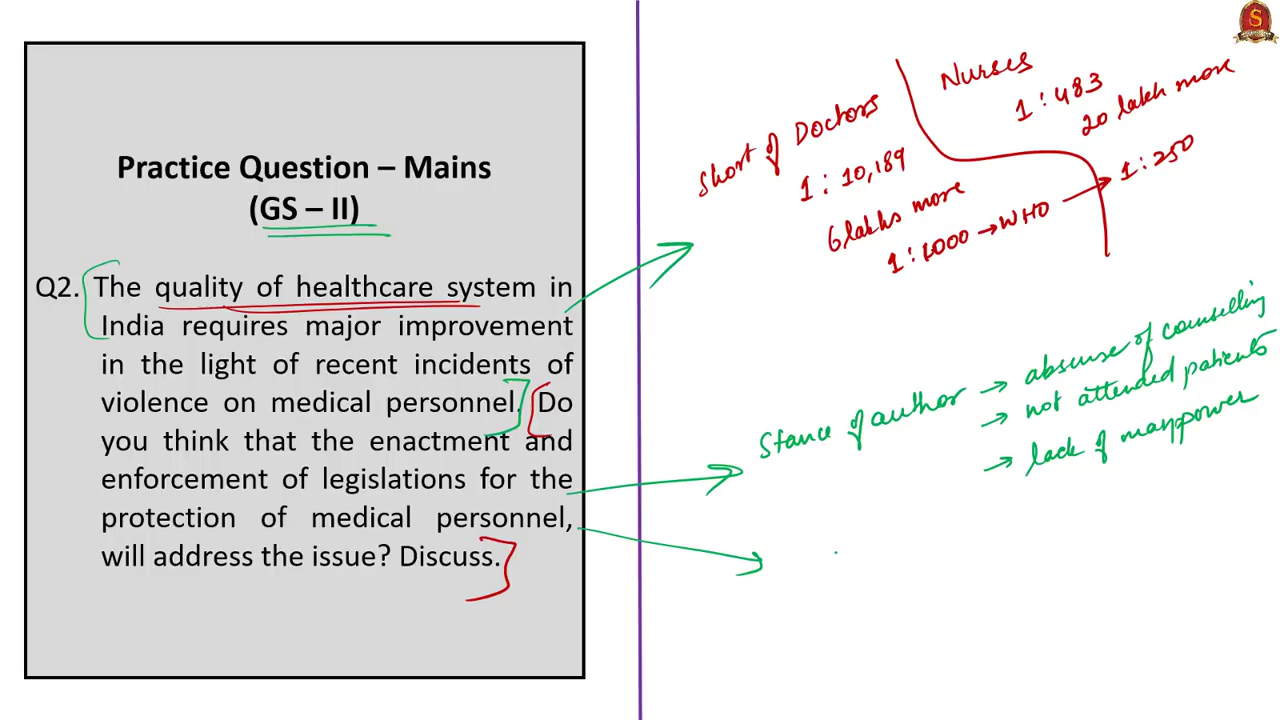 Practice Question – Mains
(GS – II)
Q2. The quality of healthcare system in
India requires major improvement
in the light of recent incidents of
violence on medical personnel. Do
you think that the enactment and
enforcement of legislations for the
protection of medical personnel,
will address the issue? Discuss.
Short of Doctors
1 : 10,189
6 lakhs more
1 : 1000 → WHO
Nurses
1 : 483
20 lakh more
1 : 250
Stance of author → absense of counselling
→ not attended patients
→ lack of manpower
S